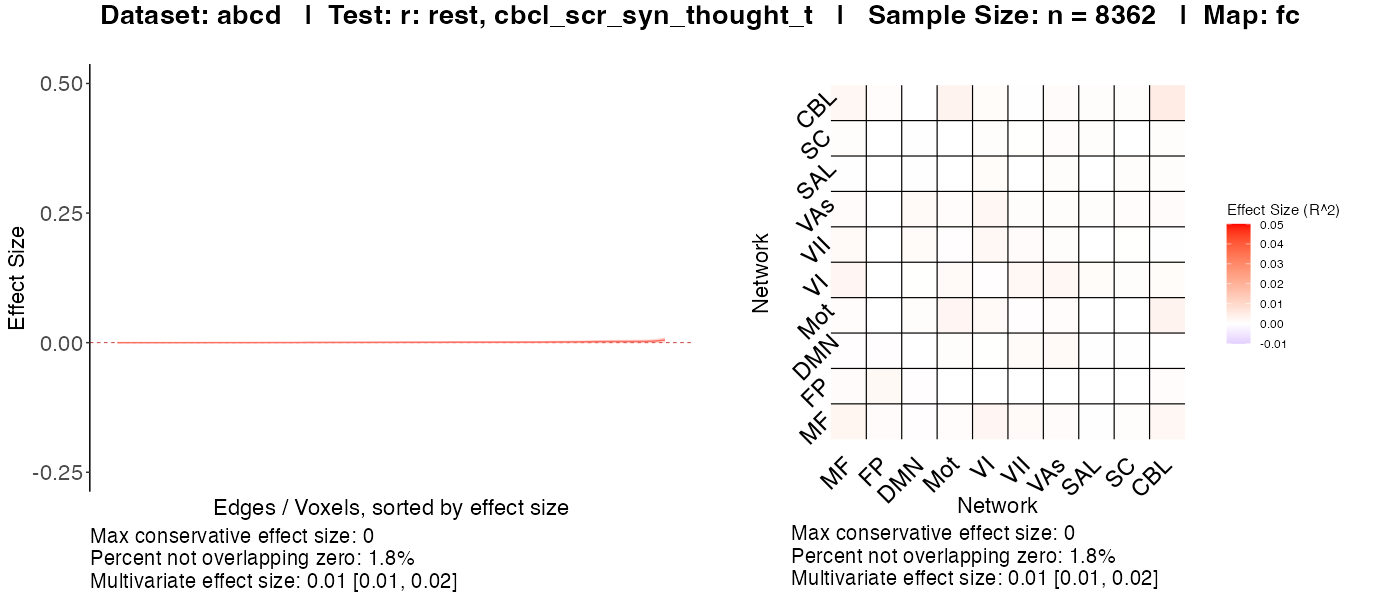 Dataset: abcd | Test: r: rest, cbcl_scr_syn_thought_t | Sample Size: n = 8362 | Map: fc
Effect Size
0.50
0.25
0.00
-0.25
Edges / Voxels, sorted by effect size
Max conservative effect size: 0
Percent not overlapping zero: 1.8%
Multivariate effect size: 0.01 [0.01, 0.02]
Network
CBL
SC
SAL
VAs
VII
VI
Mot
DMN
FP
MF
MF FP DMN Mot VI VII VAs SAL SC CBL
Network
Max conservative effect size: 0
Percent not overlapping zero: 1.8%
Multivariate effect size: 0.01 [0.01, 0.02]
Effect Size (R^2)
0.05
0.04
0.03
0.02
0.01
0.00
-0.01